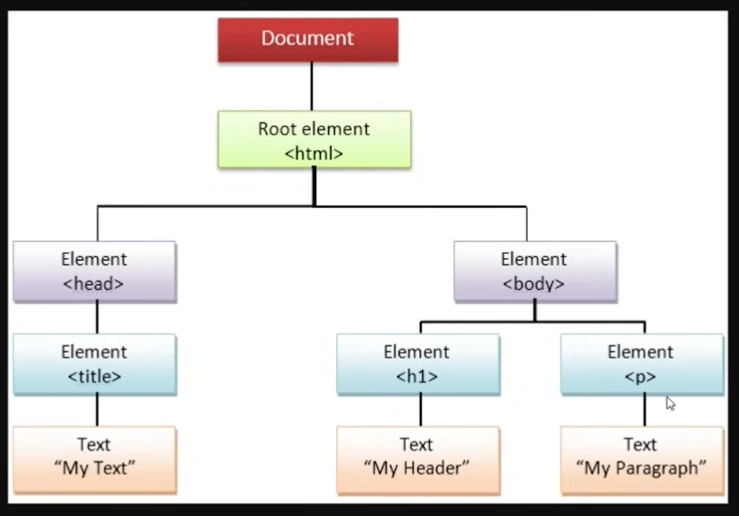 Document
Root element
<html>
Element
<head>
Element
<body>
Element
<title>
Element
<h1>
Element
<p>
Text
“My Text”
Text
“My Header”
Text
“My Paragraph”